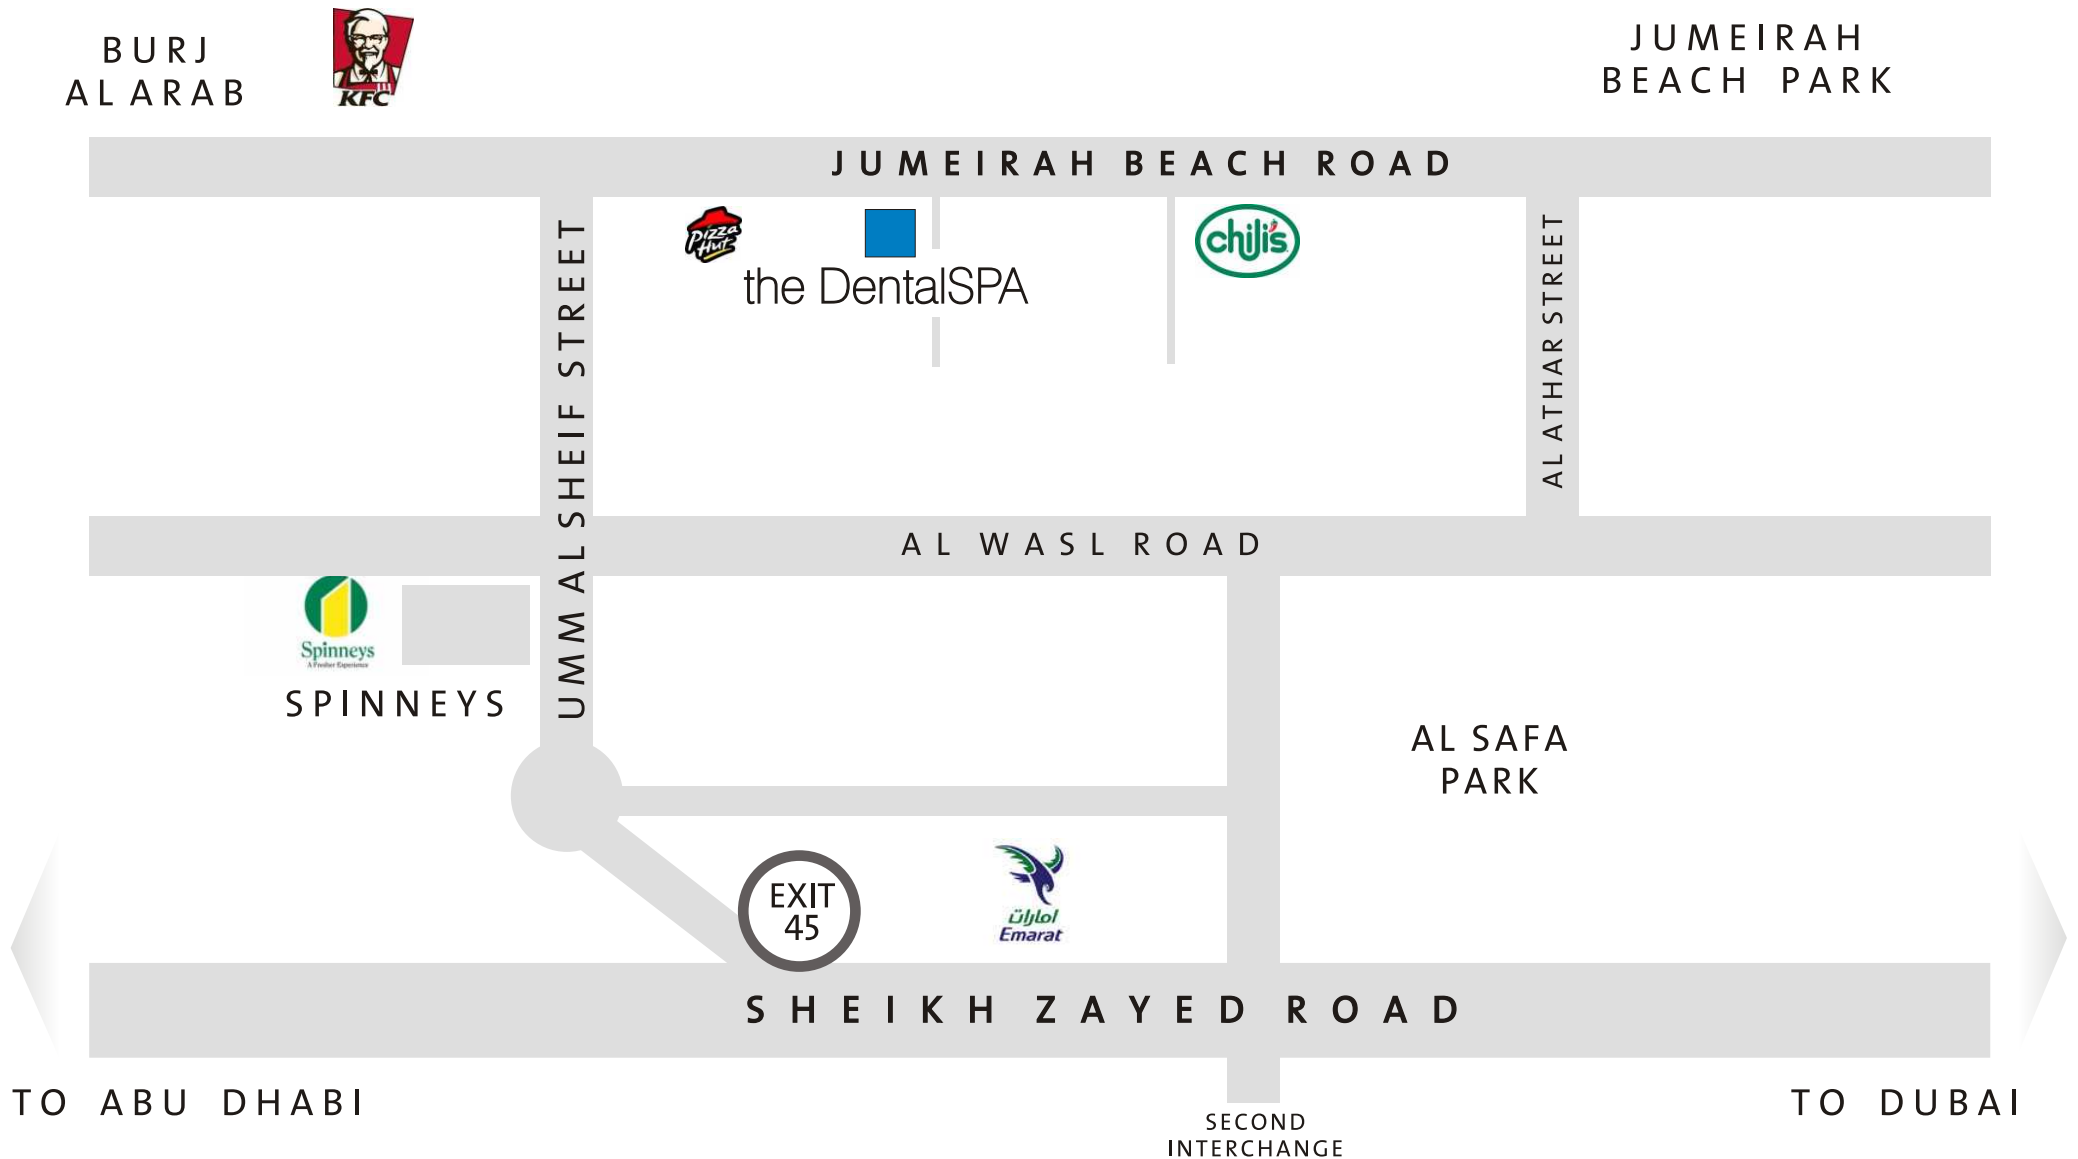 BURJ
AL ARAB
KFC
JUMEIRAH
BEACH PARK
JUMEIRAH BEACH ROAD
Pizza
Hut
the DentalSPA
chili's
UMM AL SHEIF STREET
AL ATHAR STREET
AL WASL ROAD
Spinneys
A Fresher Experience
SPINNEYS
AL SAFA
PARK
EXIT
45
امارات
Emarat
SHEIKH ZAYED ROAD
TO ABU DHABI
TO DUBAI
SECOND
INTERCHANGE